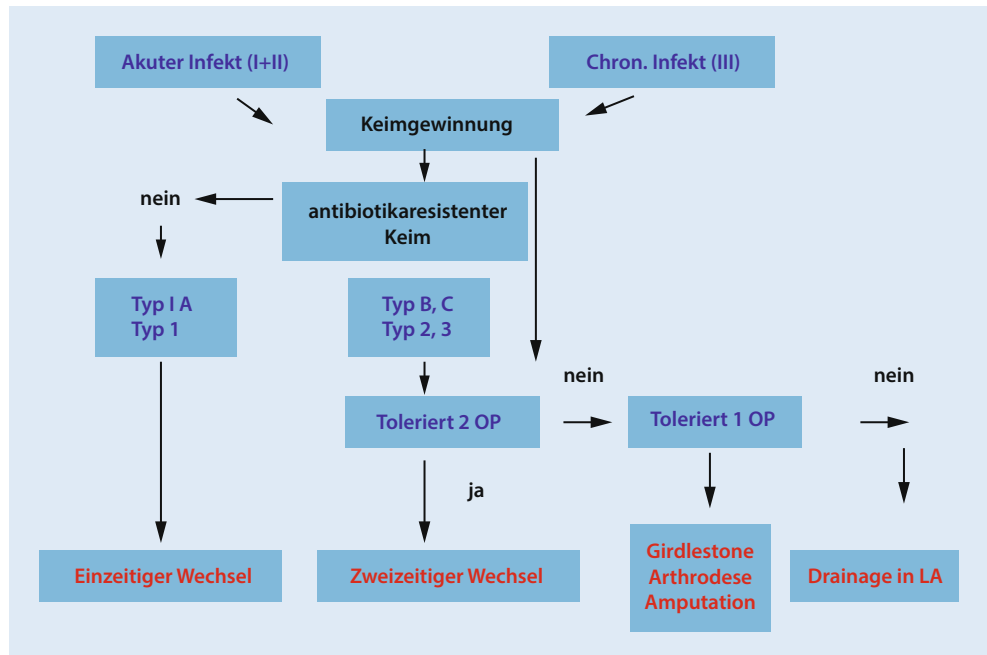 Akuter Infekt (I+II)
Chron. Infekt (III)
Keimgewinnung
nein
antibiotikaresistenter
Keim
Typ I A
Typ 1
Typ B, C
Typ 2, 3
nein
nein
Toleriert 2 OP
Toleriert 1 OP
ja
Einzeitiger Wechsel
Zweizeitiger Wechsel
Girdlestone
Arthrodese
Amputation
Drainage in LA